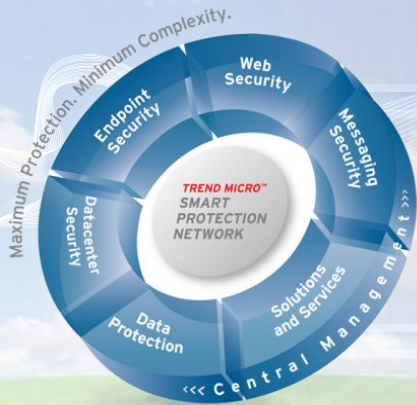 Maximum Protection. Minimum Complexity.
Web
Security
Messaging
Security
Endpoint
Security
TREND MICRO™
SMART
PROTECTION
NETWORK
Datacenter
Security
Data
Protection
Solutions
and Services
<<< Central Management >>>